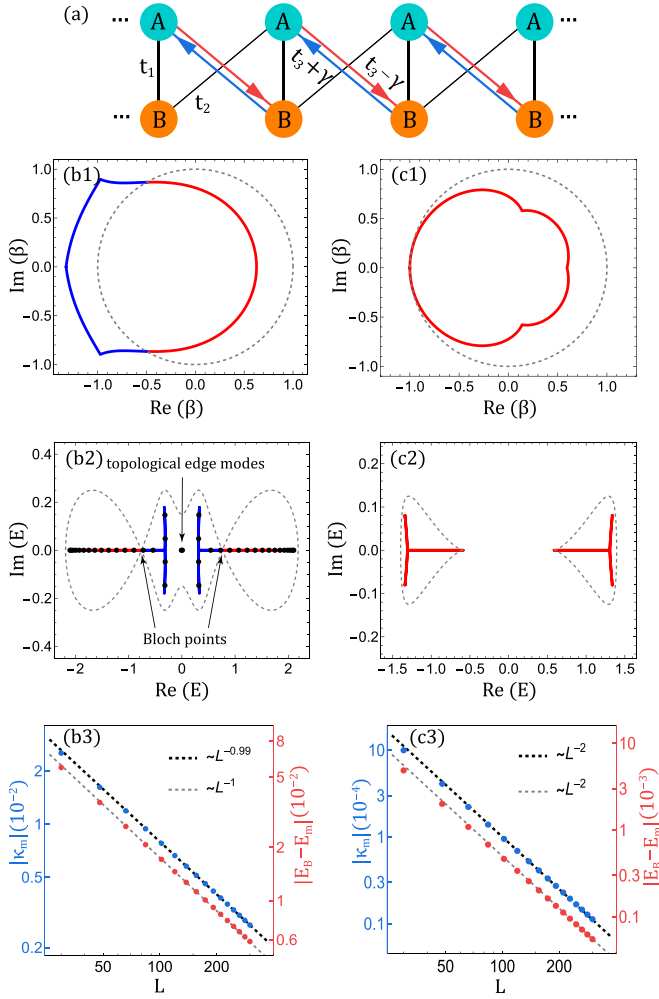 (a)
... A A A A ...
t₁ t₂ t₃+γ t₃−γ
... B B B B ...
(b1)
1.0
0.5
0.0
−0.5
−1.0
Im (β)
−1.0 −0.5 0.0 0.5 1.0
Re (β)
(c1)
1.0
0.5
0.0
−0.5
−1.0
Im (β)
−1.0 −0.5 0.0 0.5 1.0
Re (β)
(b2)
topological edge modes
Bloch points
0.4
0.2
0.0
−0.2
−0.4
Im (E)
−2 −1 0 1 2
Re (E)
(c2)
0.2
0.1
0.0
−0.1
−0.2
Im (E)
−1.5 −1.0 −0.5 0.0 0.5 1.0 1.5
Re (E)
(b3)
~L⁻⁰·⁹⁹
~L⁻¹
2
1
0.5
0.2
|κₘ| (10⁻²)
8
5
2
1
0.6
|E_B−Eₘ| (10⁻²)
50 100 200
L
(c3)
~L⁻²
~L⁻²
10
3
1
0.3
0.1
|κₘ| (10⁻⁴)
10
3
1
0.3
0.1
|E_B−Eₘ| (10⁻³)
50 100 200
L